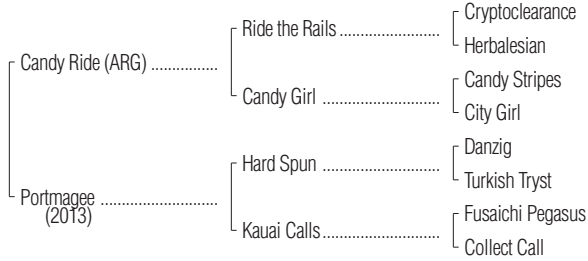 Cryptoclearance
Ride the Rails
Herbalesian
Candy Ride (ARG)
Candy Stripes
Candy Girl
City Girl
Danzig
Hard Spun
Turkish Tryst
Portmagee
(2013)
Fusaichi Pegasus
Kauai Calls
Collect Call